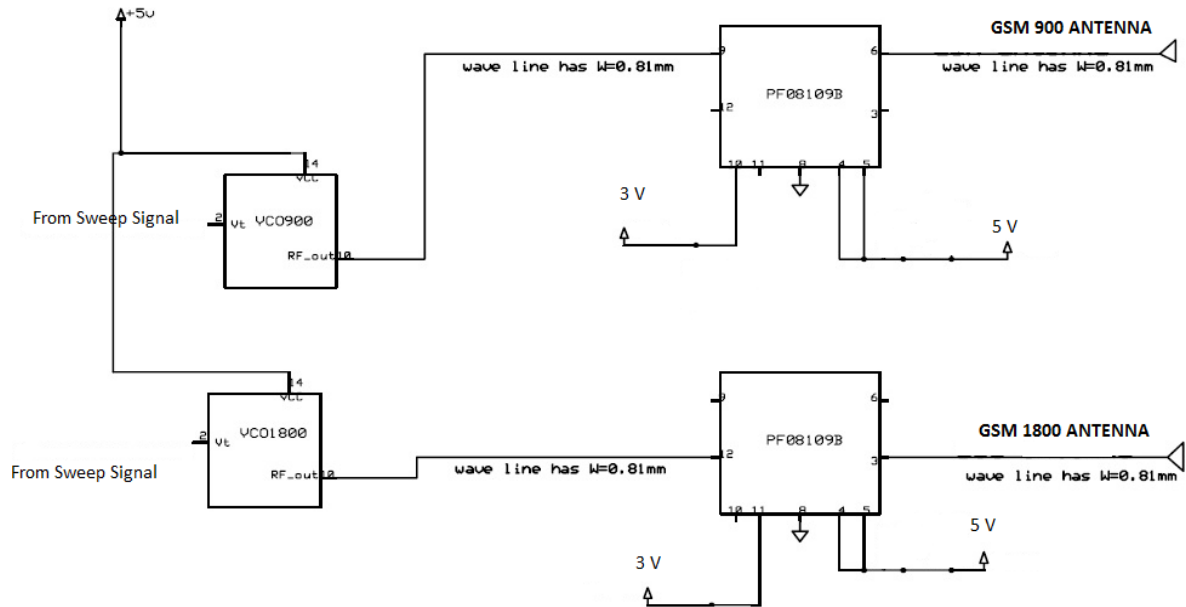 +5v
GSM 900 ANTENNA
9
6
wave line has W=0.81mm
wave line has W=0.81mm
PF08109B
12
3
10 11 8 4 5
14
VCC
3 V
From Sweep Signal
2 Vt
VCO900
5 V
RF_out 10
14
VCC
9
6
2 Vt
VCO1800
PF08109B
GSM 1800 ANTENNA
From Sweep Signal
RF_out 10
12
3
wave line has W=0.81mm
wave line has W=0.81mm
10 11 8 4 5
5 V
3 V